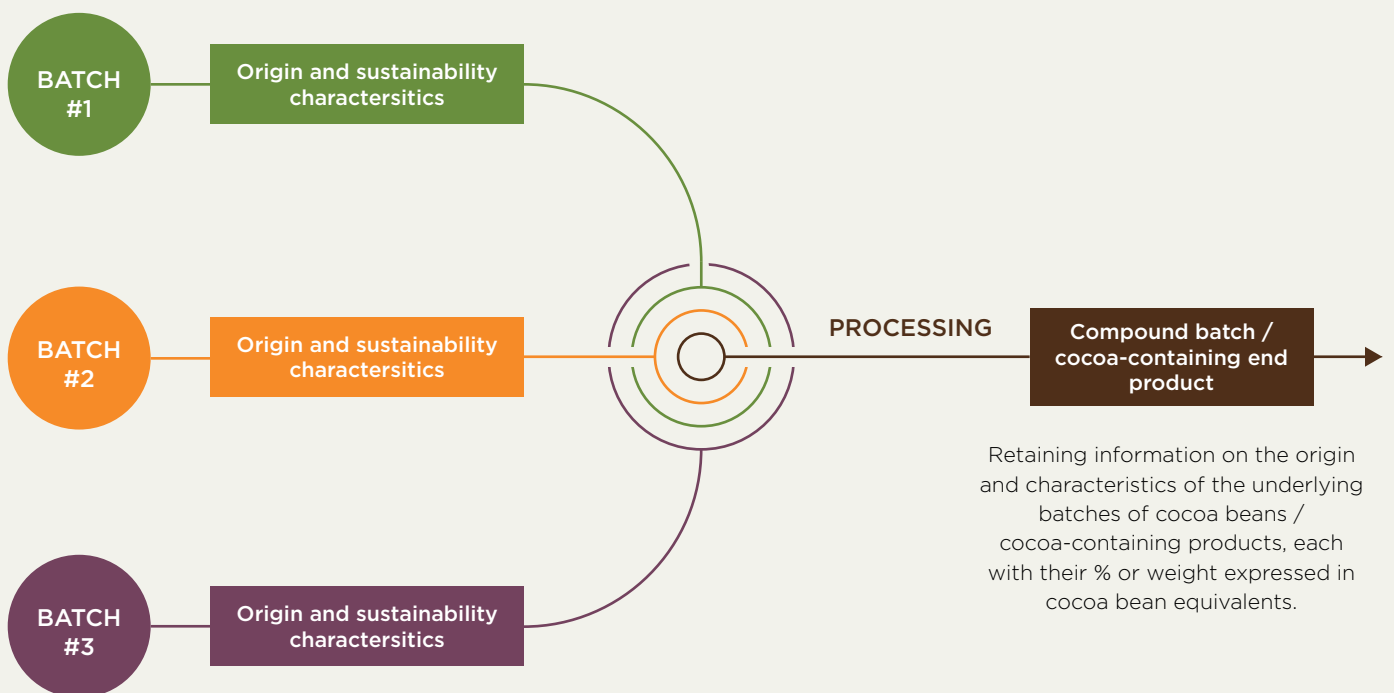 BATCH
#1
Origin and sustainability
charactersitics
BATCH
#2
Origin and sustainability
charactersitics
PROCESSING
Compound batch /
cocoa-containing end
product
Retaining information on the origin
and characteristics of the underlying
batches of cocoa beans /
cocoa-containing products, each
with their % or weight expressed in
cocoa bean equivalents.
BATCH
#3
Origin and sustainability
charactersitics